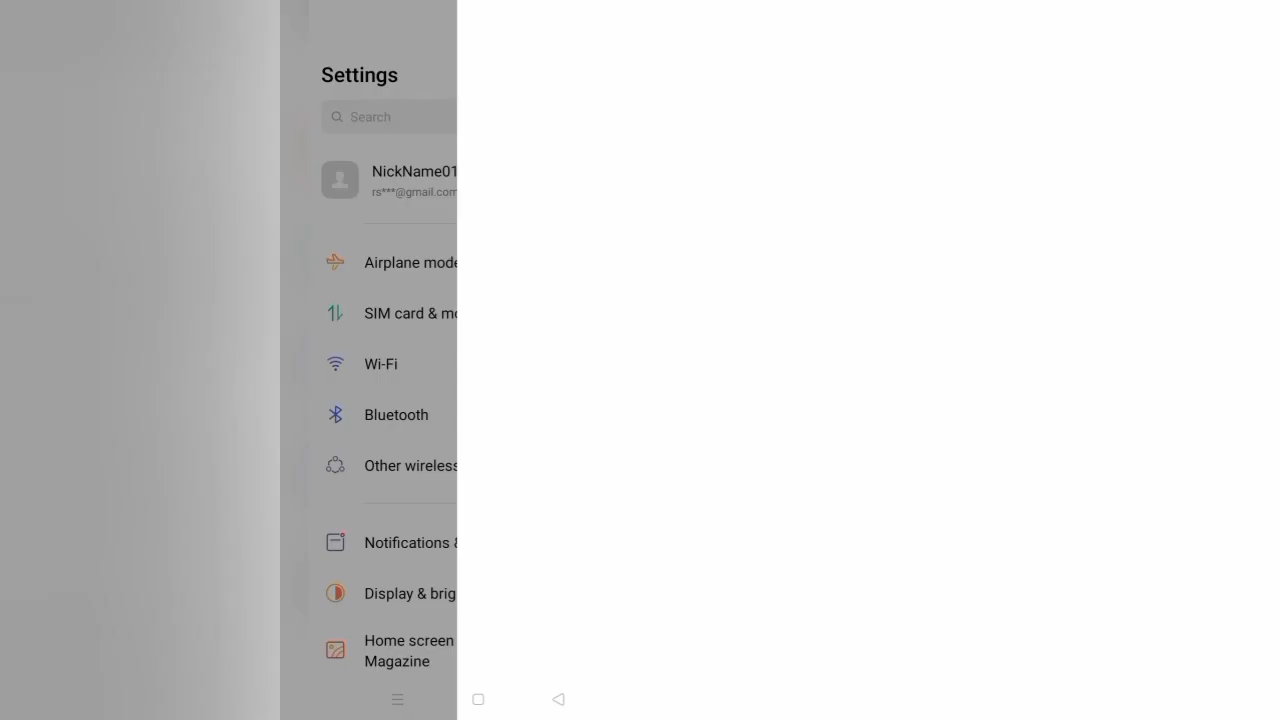 Settings
Search
NickName01
rs***@gmail.com
Airplane mode
SIM card & mo
Wi-Fi
Bluetooth
Other wireless
Notifications &
Display & brig
Home screen
Magazine